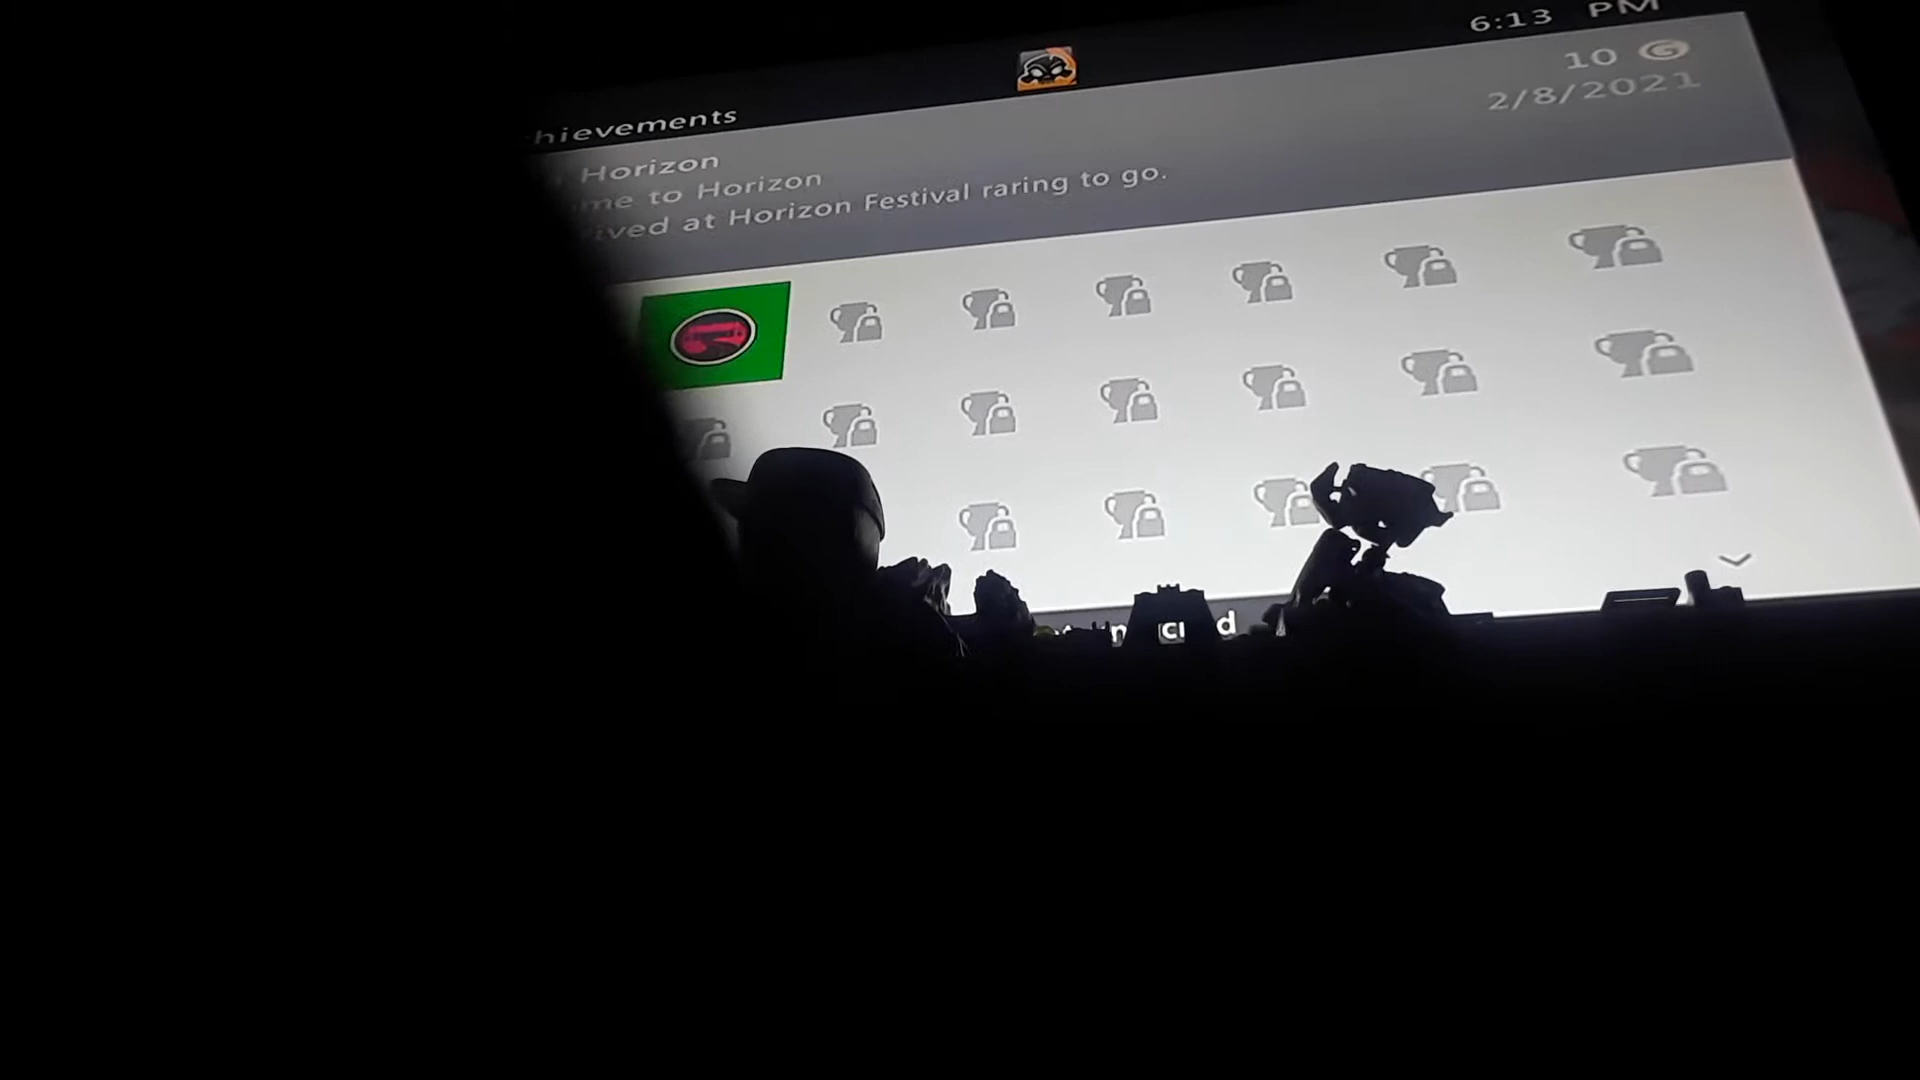 6:13 PM
hievements
10 G
2/8/2021
Horizon
me to Horizon
ived at Horizon Festival raring to go.